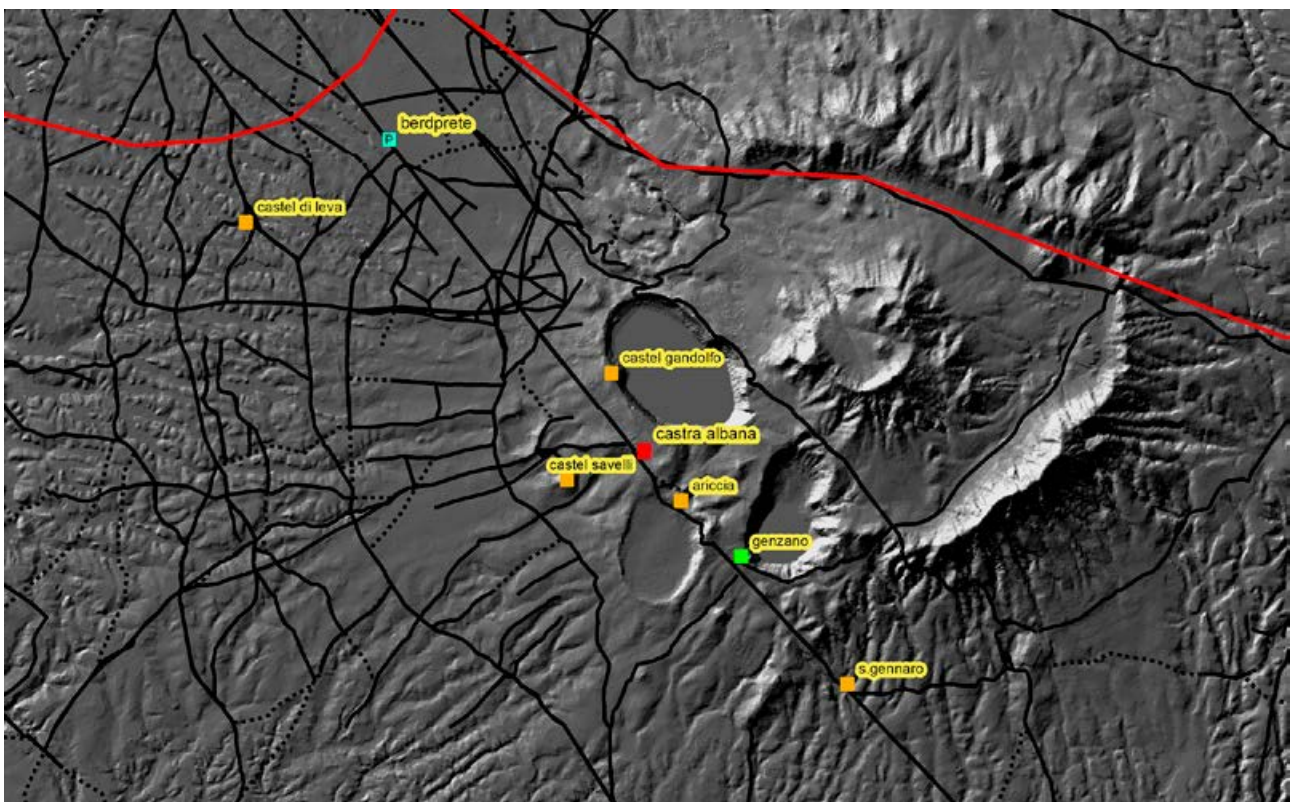 berdprete
P
castel di leva
castel gandolfo
castra albana
castel savelli
ariccia
genzano
s.gennaro